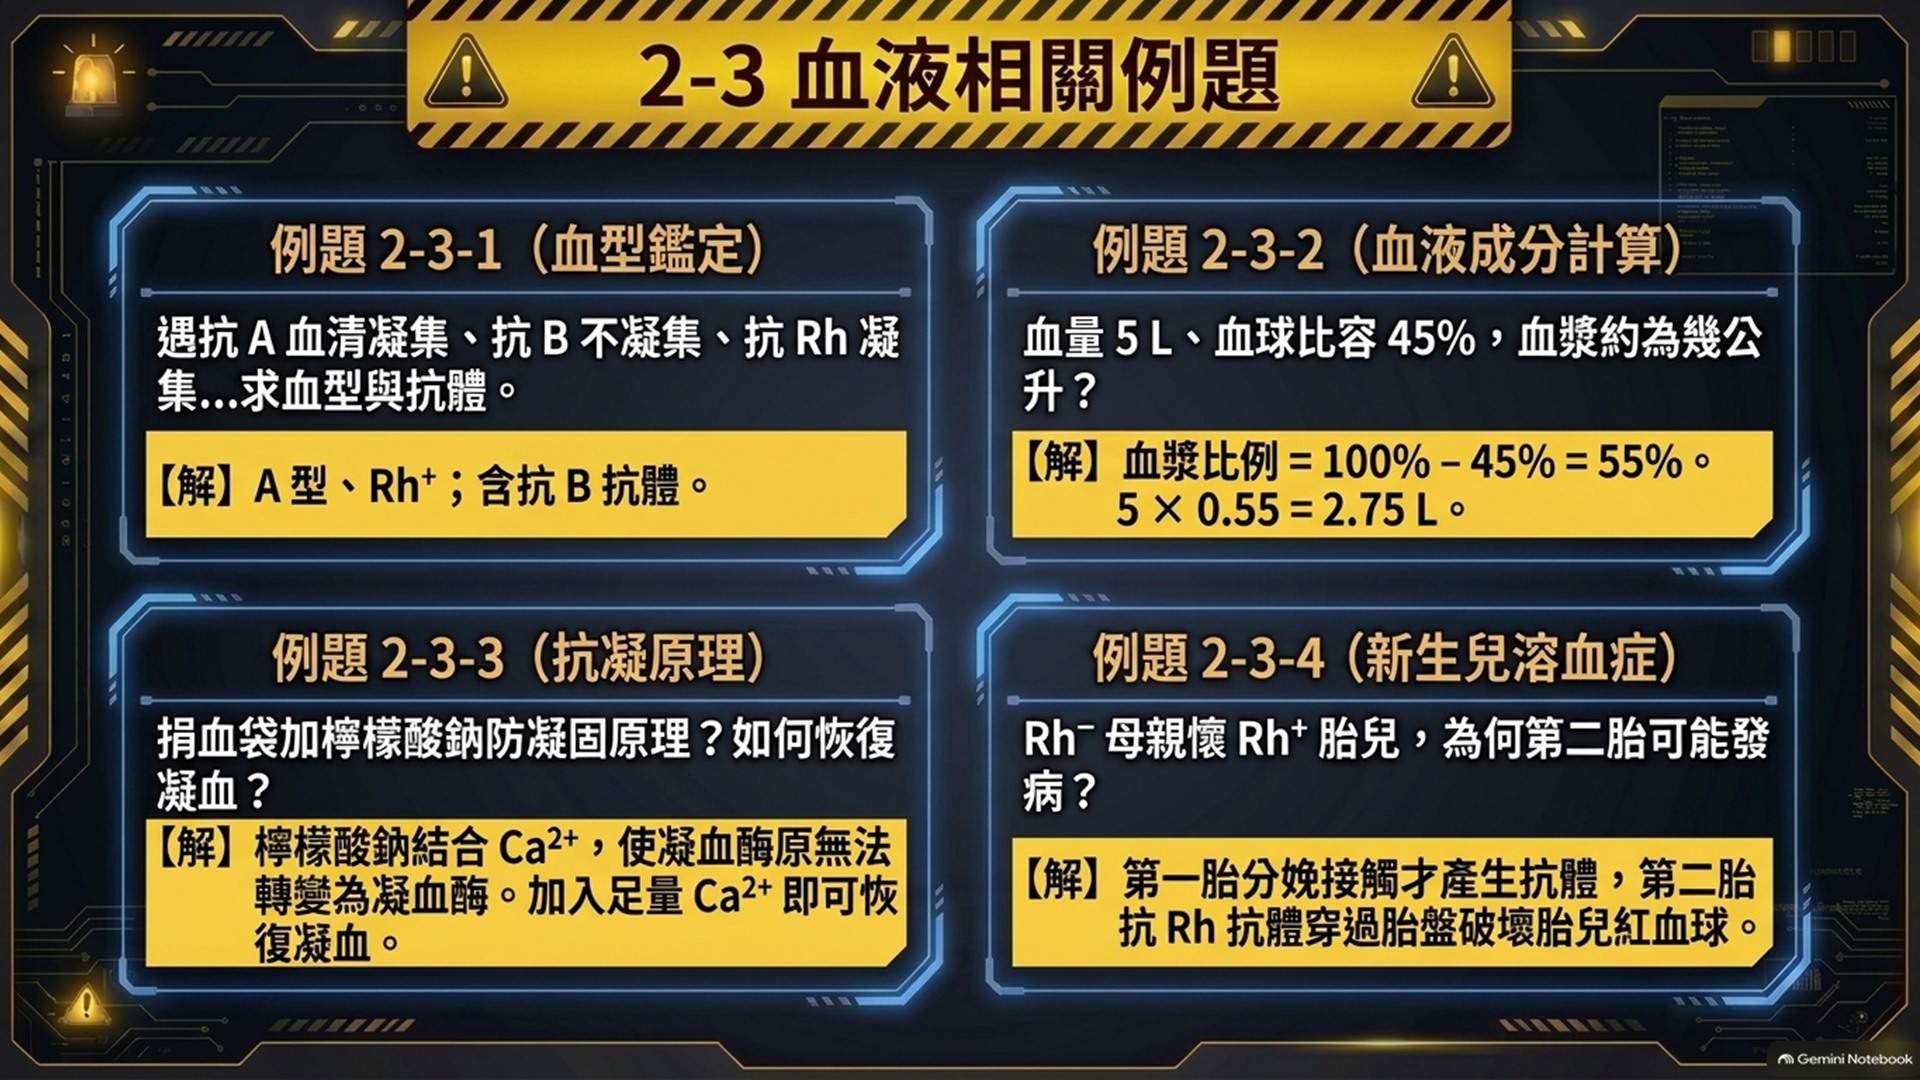 2-3 血液相關例題
例題 2-3-1（血型鑑定）
遇抗 A 血清凝集、抗 B 不凝集、抗 Rh 凝
集...求血型與抗體。
【解】A 型、Rh⁺；含抗 B 抗體。
例題 2-3-2（血液成分計算）
血量 5 L、血球比容 45%，血漿約為幾公
升？
【解】血漿比例 = 100% – 45% = 55%。
5 × 0.55 = 2.75 L。
例題 2-3-3（抗凝原理）
捐血袋加檸檬酸鈉防凝固原理？如何恢復
凝血？
【解】檸檬酸鈉結合 Ca²⁺，使凝血酶原無法
轉變為凝血酶。加入足量 Ca²⁺ 即可恢
復凝血。
例題 2-3-4（新生兒溶血症）
Rh⁻ 母親懷 Rh⁺ 胎兒，為何第二胎可能發
病？
【解】第一胎分娩接觸才產生抗體，第二胎
抗 Rh 抗體穿過胎盤破壞胎兒紅血球。
Gemini Notebook